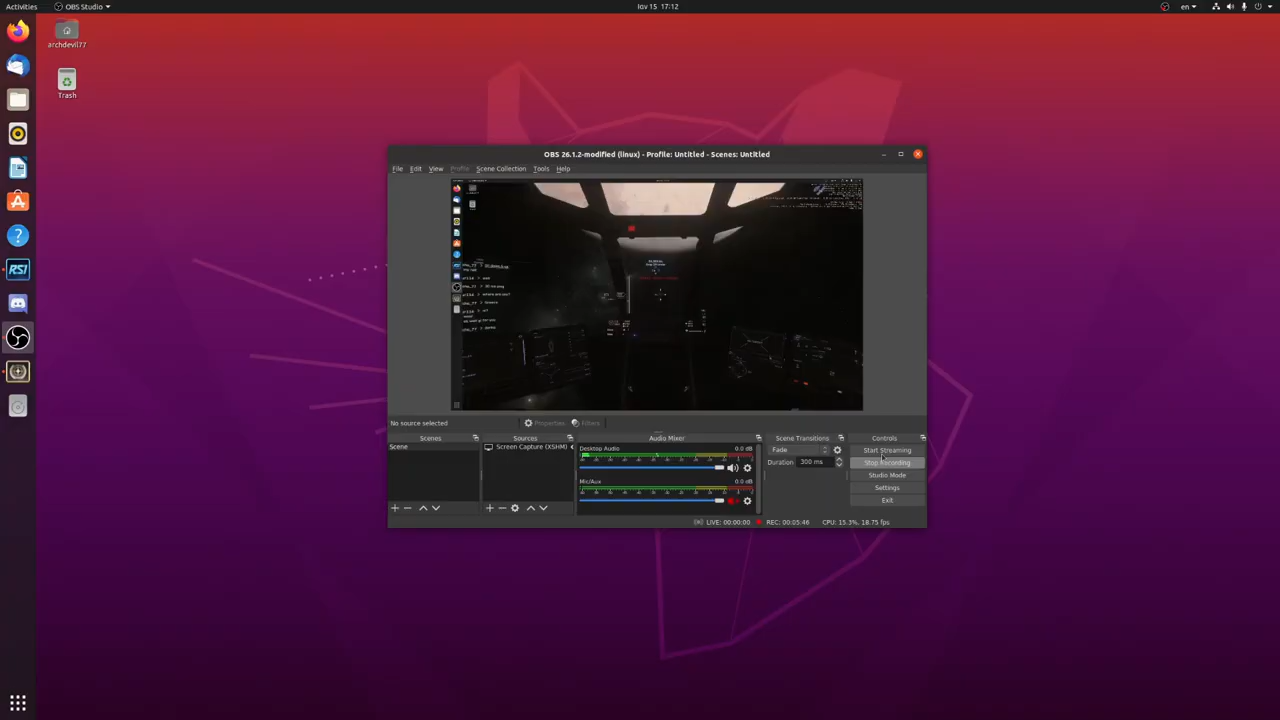 Activities
OBS Studio
Iαν 15 17:12
en
archdevil77
Trash
RSI
OBS 26.1.2-modified (linux) - Profile: Untitled - Scenes: Untitled
File Edit View Profile Scene Collection Tools Help
No source selected
Properties
Filters
Scenes
Sources
Audio Mixer
Scene Transitions
Controls
Scene
Screen Capture (XSHM)
Desktop Audio
0.0 dB
Mic/Aux
0.0 dB
Fade
Duration 300 ms
Start Streaming
Stop Recording
Studio Mode
Settings
Exit
LIVE: 00:00:00
REC: 00:05:46
CPU: 15.3%, 18.75 fps